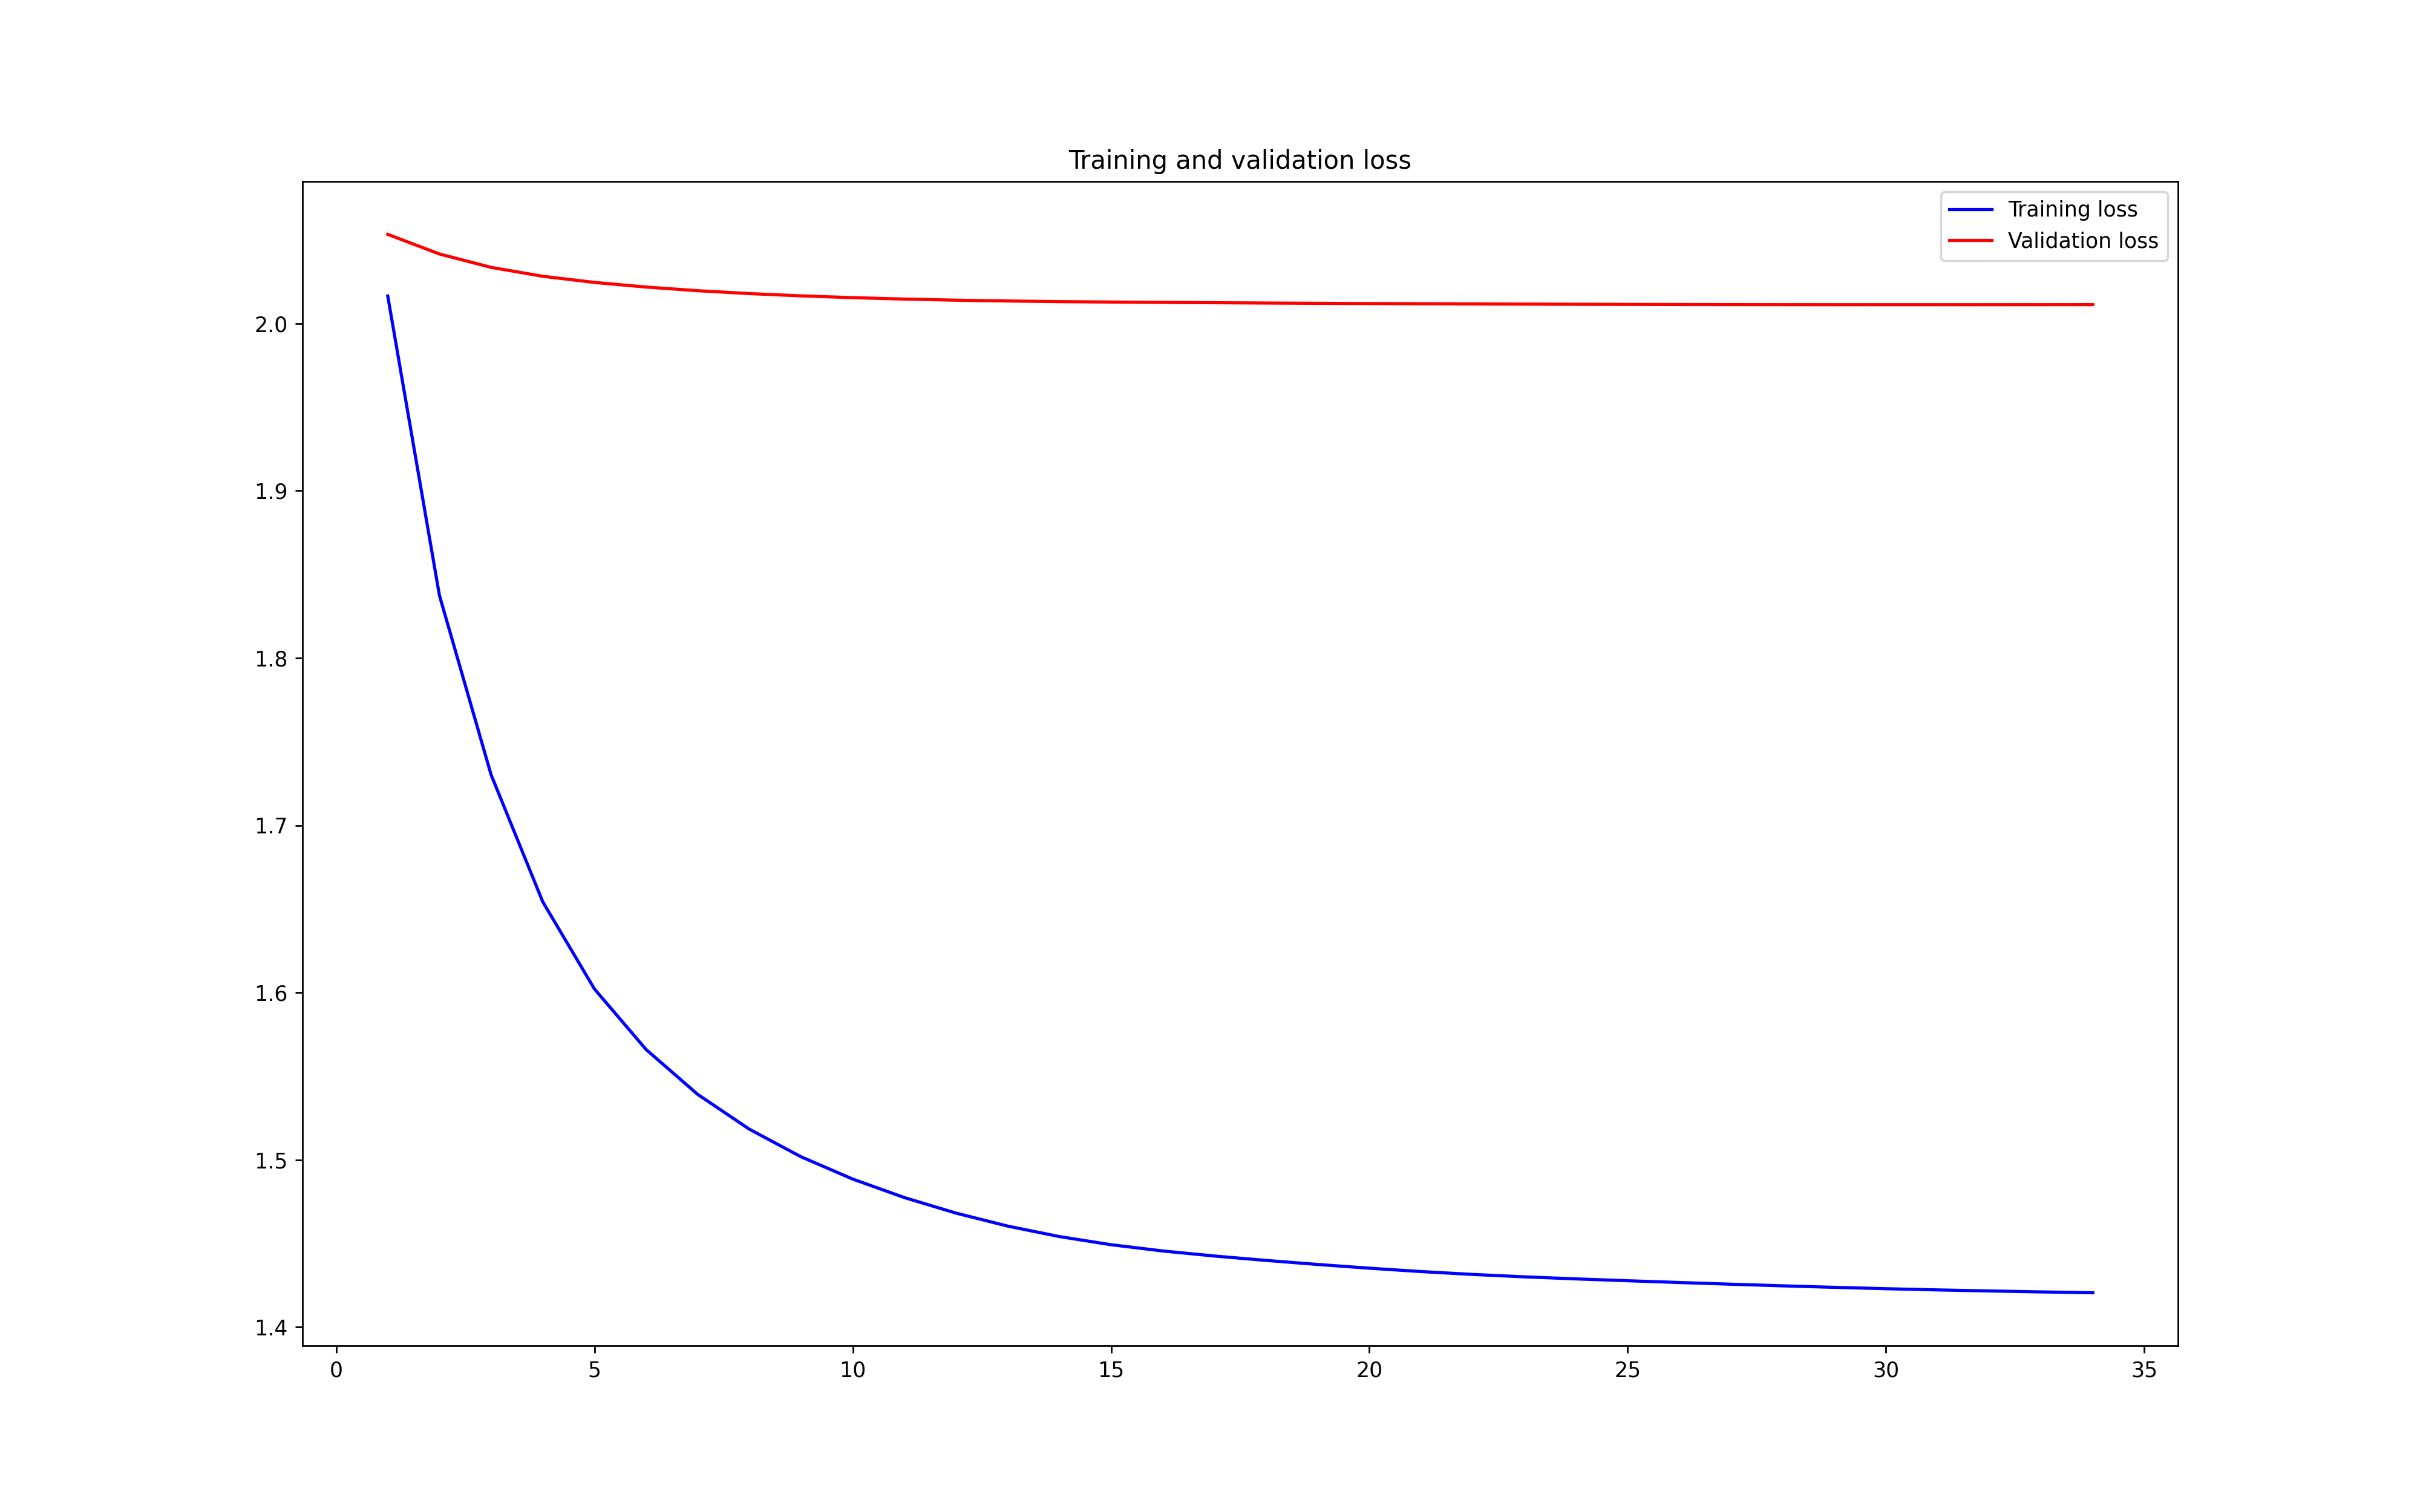 Training and validation loss
Training loss
Validation loss
2.0
1.9
1.8
1.7
1.6
1.5
1.4
0 5 10 15 20 25 30 35